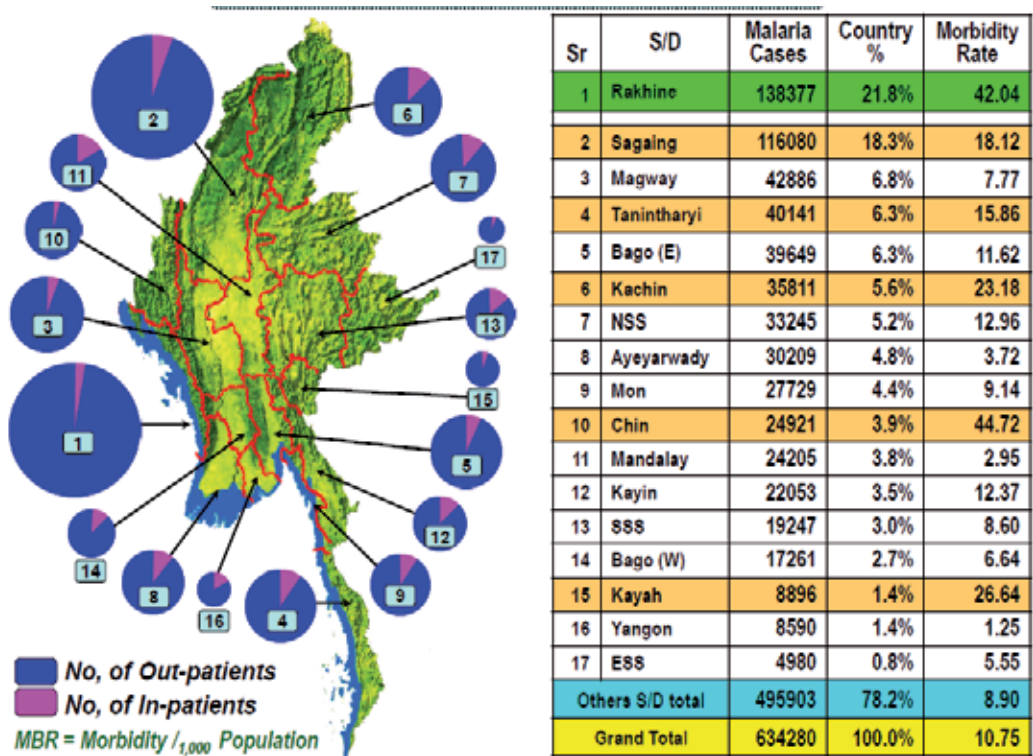 2
6
11
7
10
17
3
13
15
1
5
12
14
8
16
4
9
No, of Out-patients
No, of In-patients
MBR = Morbidity /1,000 Population
Sr S/D Malaria Cases Country % Morbidity Rate
1 Rakhine 138377 21.8% 42.04
2 Sagaing 116080 18.3% 18.12
3 Magway 42886 6.8% 7.77
4 Tanintharyi 40141 6.3% 15.86
5 Bago (E) 39649 6.3% 11.62
6 Kachin 35811 5.6% 23.18
7 NSS 33245 5.2% 12.96
8 Ayeyarwady 30209 4.8% 3.72
9 Mon 27729 4.4% 9.14
10 Chin 24921 3.9% 44.72
11 Mandalay 24205 3.8% 2.95
12 Kayin 22053 3.5% 12.37
13 SSS 19247 3.0% 8.60
14 Bago (W) 17261 2.7% 6.64
15 Kayah 8896 1.4% 26.64
16 Yangon 8590 1.4% 1.25
17 ESS 4980 0.8% 5.55
Others S/D total 495903 78.2% 8.90
Grand Total 634280 100.0% 10.75